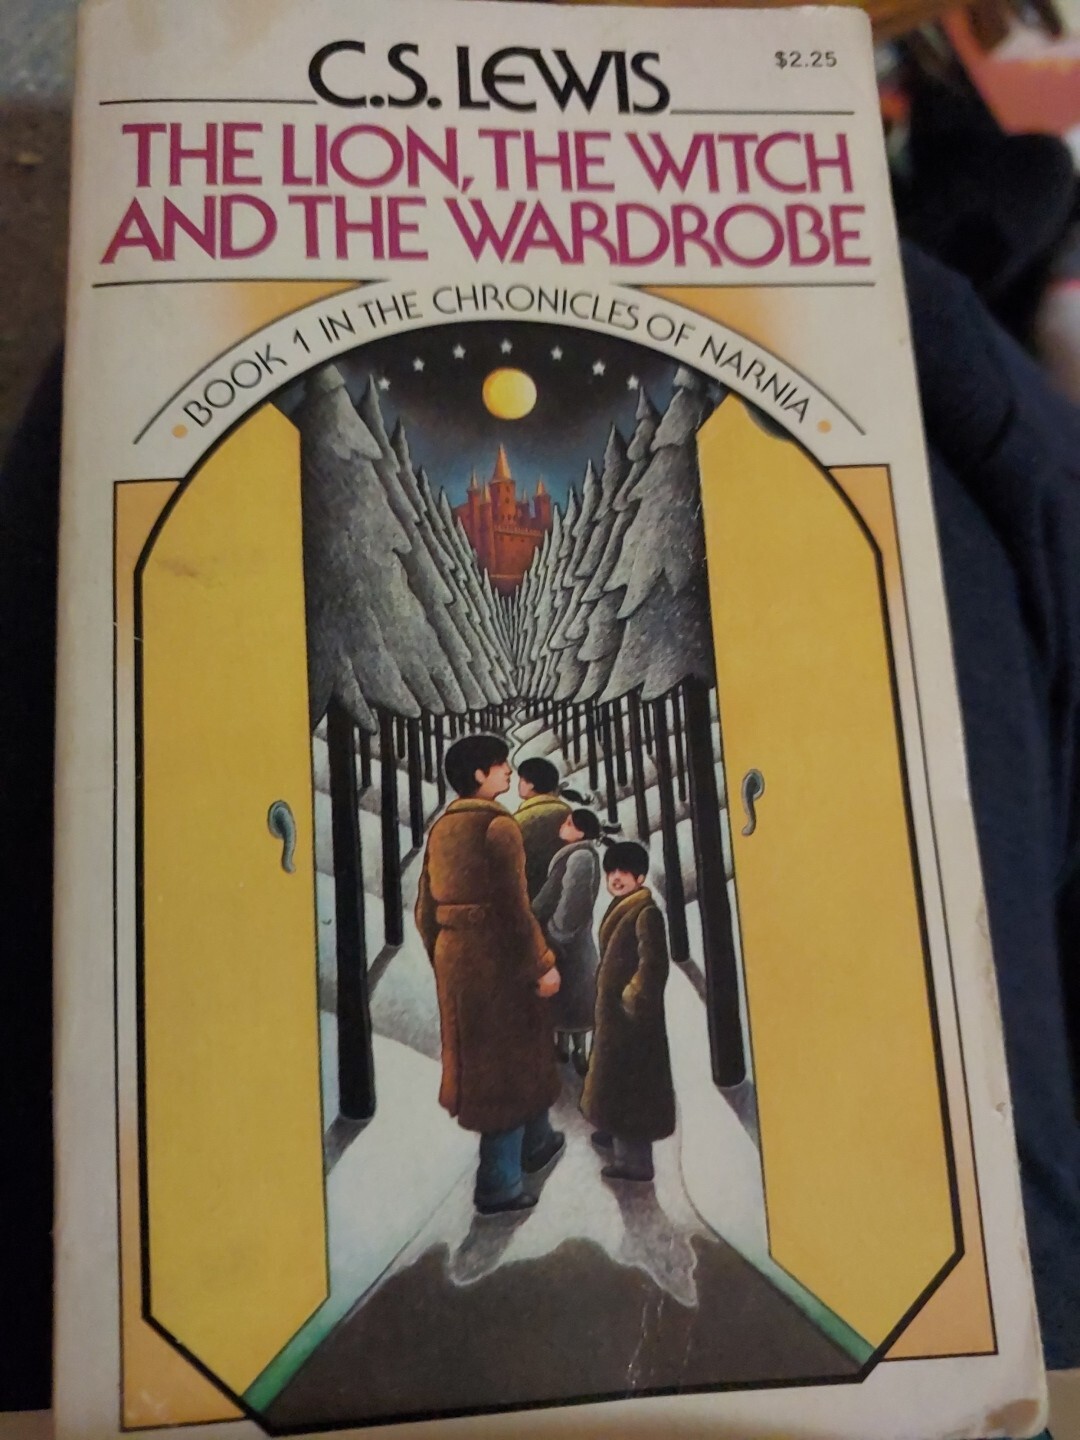 C.S. LEWIS
$2.25
THE LION, THE WITCH
AND THE WARDROBE
• BOOK 1 IN THE CHRONICLES OF NARNIA •